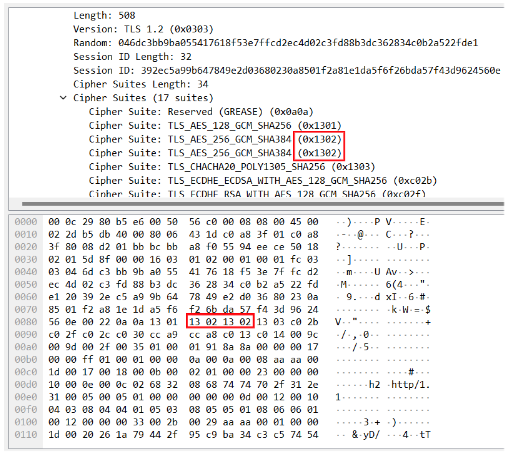 Length: 508
Version: TLS 1.2 (0x0303)
Random: 046dc3bb9ba055417618f53e7ffcd2ec4d02c3fd88b3dc362834c0b2a522fde1
Session ID Length: 32
Session ID: 392ec5a99b647849e2d03680230a8501f2a81e1da5f6f26bda57f43d9624560e
Cipher Suites Length: 34
Cipher Suites (17 suites)
Cipher Suite: Reserved (GREASE) (0x0a0a)
Cipher Suite: TLS_AES_128_GCM_SHA256 (0x1301)
Cipher Suite: TLS_AES_256_GCM_SHA384 (0x1302)
Cipher Suite: TLS_AES_256_GCM_SHA384 (0x1302)
Cipher Suite: TLS_CHACHA20_POLY1305_SHA256 (0x1303)
Cipher Suite: TLS_ECDHE_ECDSA_WITH_AES_128_GCM_SHA256 (0xc02b)
Cipher Suite: TLS_ECDHE_RSA_WITH_AES_128_GCM_SHA256 (0xc02f)
0000 00 0c 29 80 b5 e6 00 50 56 c0 00 08 08 00 45 00 ··)····P V·····E·
0010 02 2d b5 db 40 00 80 06 43 1d c0 a8 3f 01 c0 a8 ·-··@··· C···?···
0020 3f 80 08 d2 01 bb bc bb a8 f0 55 94 ee ce 50 18 ?······· ··U···P·
0030 02 01 5d 8f 00 00 16 03 01 02 00 01 00 01 fc 03 ··]····· ········
0040 03 04 6d c3 bb 9b a0 55 41 76 18 f5 3e 7f fc d2 ··m····U Av··>···
0050 ec 4d 02 c3 fd 88 b3 dc 36 28 34 c0 b2 a5 22 fd ·M······ 6(4···"·
0060 e1 20 39 2e c5 a9 9b 64 78 49 e2 d0 36 80 23 0a · 9.···d xI··6·#·
0070 85 01 f2 a8 1e 1d a5 f6 f2 6b da 57 f4 3d 96 24 ········ ·k·W·=·$
0080 56 0e 00 22 0a 0a 13 01 13 02 13 02 13 03 c0 2b V··"···· ·······+
0090 c0 2f c0 2c c0 30 cc a9 cc a8 c0 13 c0 14 00 9c ·/·,·0·· ········
00a0 00 9d 00 2f 00 35 01 00 01 91 8a 8a 00 00 00 17 ···/·5·· ········
00b0 00 00 ff 01 00 01 00 00 0a 00 0a 00 08 aa aa 00 ········ ········
00c0 1d 00 17 00 18 00 0b 00 02 01 00 00 23 00 00 00 ········ ····#···
00d0 10 00 0e 00 0c 02 68 32 08 68 74 74 70 2f 31 2e ······h2 ·http/1.
00e0 31 00 05 00 05 01 00 00 00 00 00 0d 00 12 00 10 1······· ········
00f0 04 03 08 04 04 01 05 03 08 05 05 01 08 06 06 01 ········ ········
0100 00 12 00 00 00 33 00 2b 00 29 aa aa 00 01 00 00 ·····3·+ ·)······
0110 1d 00 20 26 1a 79 44 2f 95 c9 ba 34 c3 c5 74 54 ·· &·yD/ ···4··tT